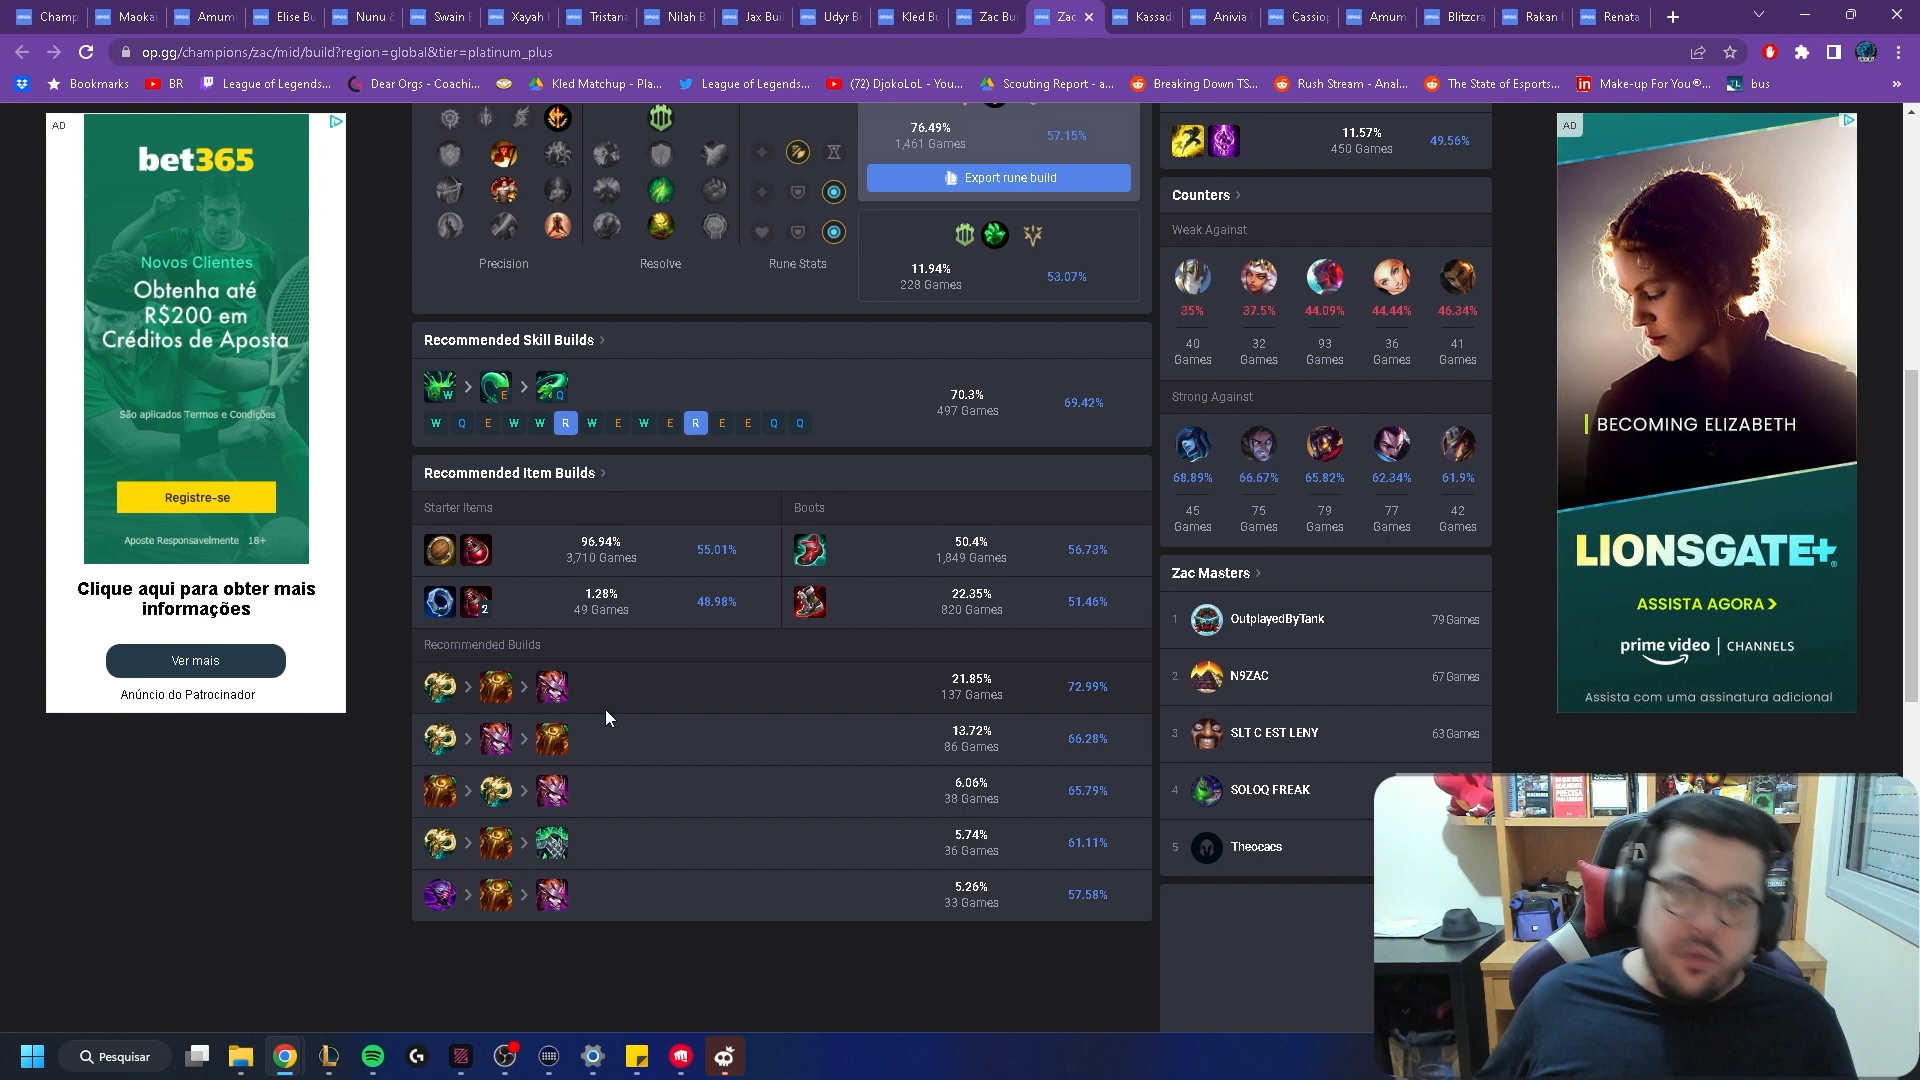 Champ
Maokai
Amum
Elise Bu
Nunu &
Swain B
Xayah B
Tristana
Nilah B
Jax Buil
Udyr Bu
Kled Bu
Zac Bui
Zac
Kassadi
Anivia
Cassiop
Amum
Blitzcra
Rakan
Renata
op.gg/champions/zac/mid/build?region=global&tier=platinum_plus
Bookmarks
BR
League of Legends...
Dear Orgs - Coachi...
Kled Matchup - Pla...
League of Legends...
(72) DjokoLoL - You...
Scouting Report - a...
Breaking Down TS...
Rush Stream - Anal...
The State of Esports...
Make-up For You®...
bus
AD
bet365
Novos Clientes
Obtenha até
R$200 em
Créditos de Aposta
São aplicados Termos e Condições
Registre-se
Aposte Responsavelmente 18+
Clique aqui para obter mais
informações
Ver mais
Anúncio do Patrocinador
Precision
Resolve
Rune Stats
76.49%
1,461 Games
57.15%
Export rune build
11.94%
228 Games
53.07%
Recommended Skill Builds
W
E
Q
W Q E W W R W E W E R E E Q Q
70.3%
497 Games
69.42%
Recommended Item Builds
Starter Items
Boots
96.94%
3,710 Games
55.01%
50.4%
1,849 Games
56.73%
2
1.28%
49 Games
48.98%
22.35%
820 Games
51.46%
Recommended Builds
21.85%
137 Games
72.99%
13.72%
86 Games
66.28%
6.06%
38 Games
65.79%
5.74%
36 Games
61.11%
5.26%
33 Games
57.58%
11.57%
450 Games
49.56%
Counters
Weak Against
35% 37.5% 44.09% 44.44% 46.34%
40 32 93 36 41
Games Games Games Games Games
Strong Against
68.89% 66.67% 65.82% 62.34% 61.9%
45 75 79 77 42
Games Games Games Games Games
Zac Masters
1 OutplayedByTank 79 Games
2 N9ZAC 67 Games
3 SLT C EST LENY 63 Games
4 SOLOQ FREAK
5 Theocacs
AD
BECOMING ELIZABETH
LIONSGATE+
ASSISTA AGORA
prime video | CHANNELS
Assista com uma assinatura adicional
Pesquisar